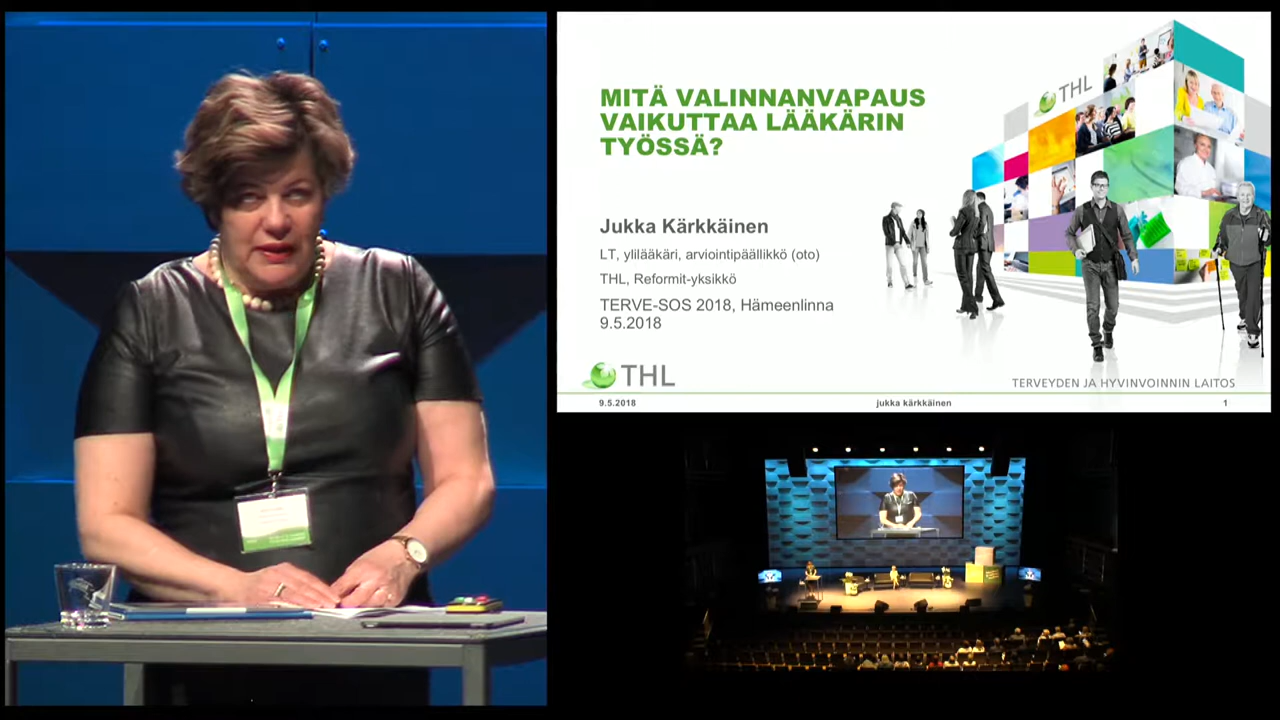 MITÄ VALINNANVAPAUS
VAIKUTTAA LÄÄKÄRIN
TYÖSSÄ?
THL
Jukka Kärkkäinen
LT, ylilääkäri, arviointipäällikkö (oto)
THL, Reformit-yksikkö
TERVE-SOS 2018, Hämeenlinna
9.5.2018
THL
TERVEYDEN JA HYVINVOINNIN LAITOS
9.5.2018
jukka kärkkäinen
1